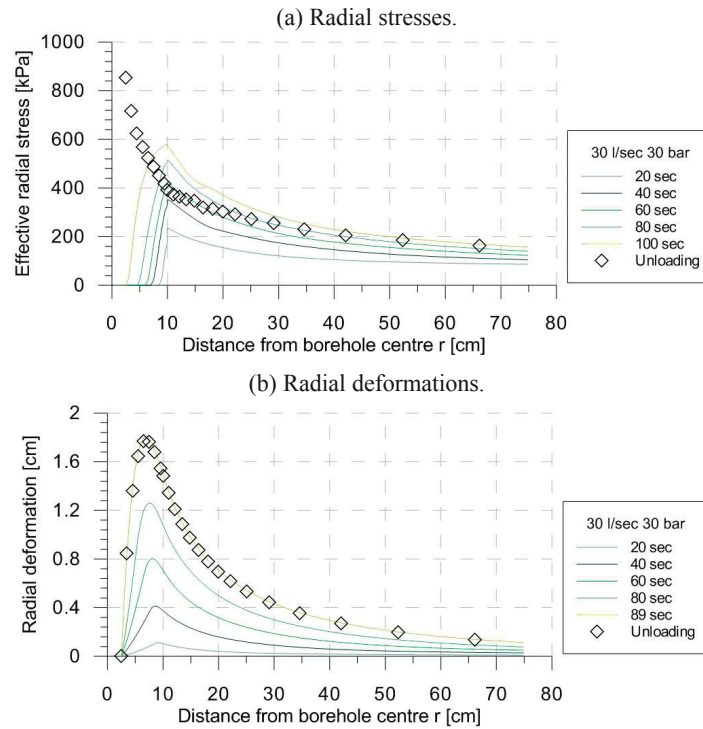 (a) Radial stresses.
1000
800
600
400
200
0
Effective radial stress [kPa]
0 10 20 30 40 50 60 70 80
Distance from borehole centre r [cm]
30 l/sec 30 bar
20 sec
40 sec
60 sec
80 sec
100 sec
Unloading
(b) Radial deformations.
2
1.6
1.2
0.8
0.4
0
Radial deformation [cm]
0 10 20 30 40 50 60 70 80
Distance from borehole centre r [cm]
30 l/sec 30 bar
20 sec
40 sec
60 sec
80 sec
89 sec
Unloading